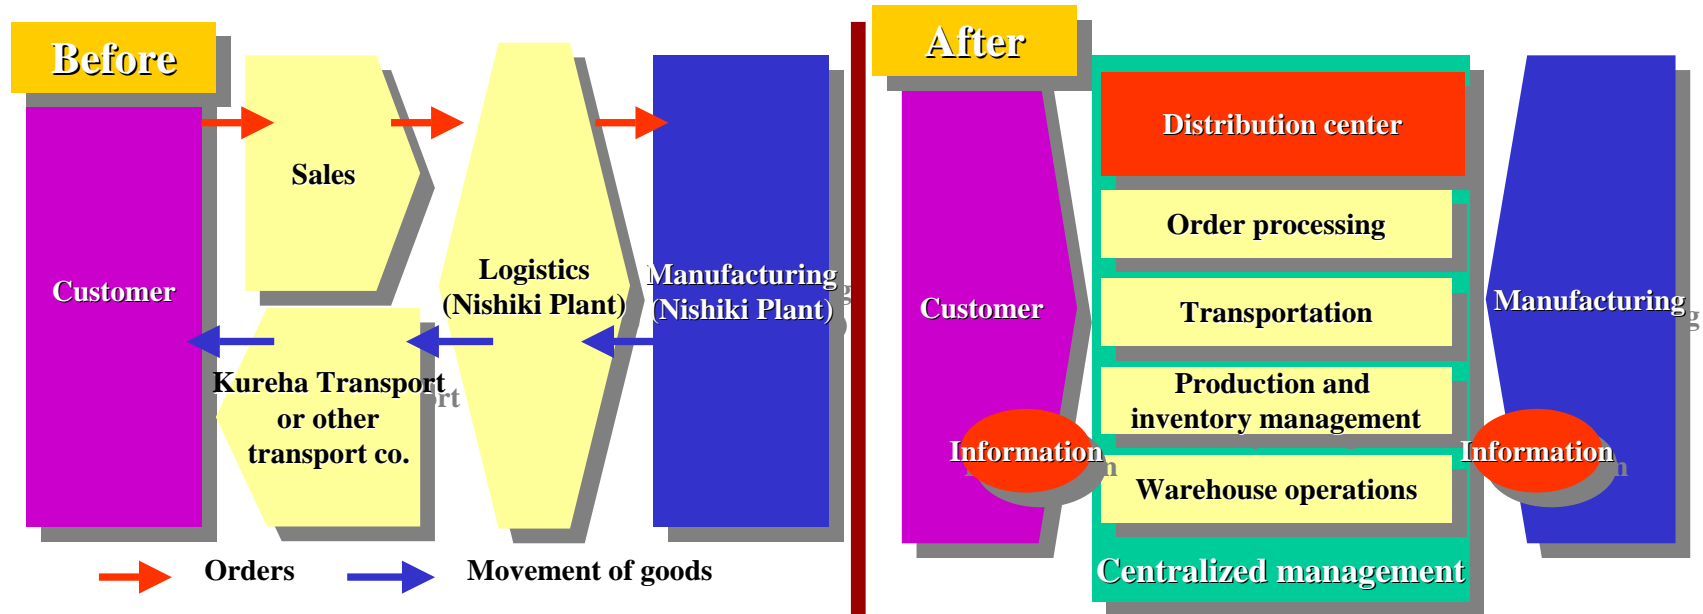 Before
Sales
Customer
Logistics
(Nishiki Plant)
Manufacturing
(Nishiki Plant)
Kureha Transport
or other
transport co.
Orders
Movement of goods
After
Distribution center
Order processing
Transportation
Customer
Manufacturing
Production and
inventory management
Information
Information
Warehouse operations
Centralized management